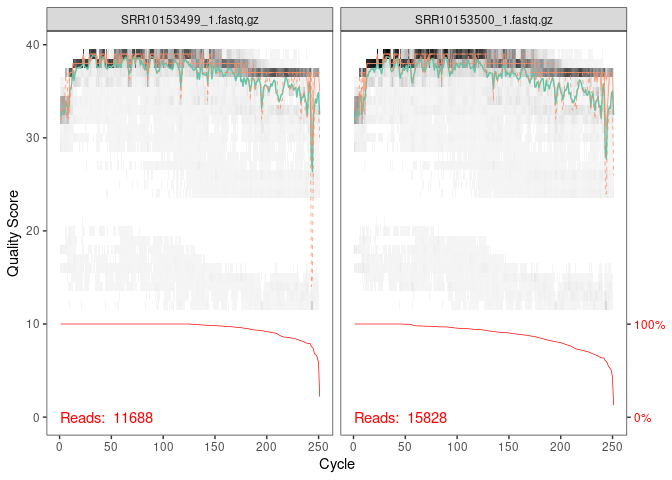 SRR10153499_1.fastq.gz
SRR10153500_1.fastq.gz
Quality Score
40
30
20
10
0
100%
0%
Reads: 11688
Reads: 15828
0 50 100 150 200 250
0 50 100 150 200 250
Cycle